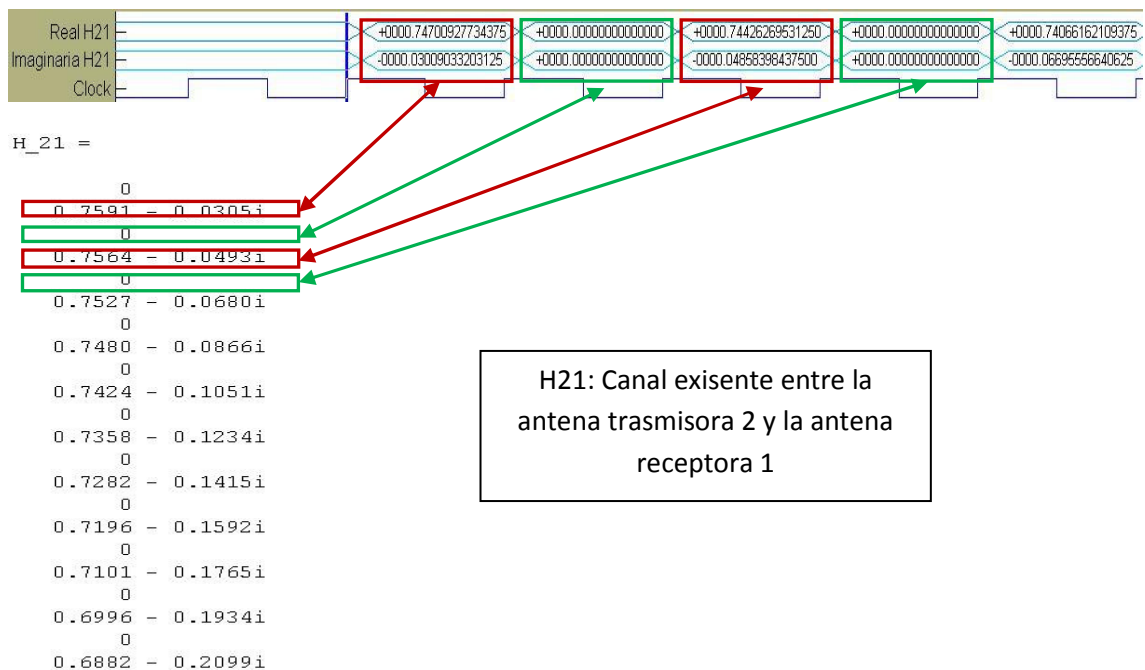 Real H21 +0000.74700927734375 +0000.00000000000000 +0000.74426269531250 +0000.00000000000000 +0000.74066162109375
Imaginaria H21 -0000.03009033203125 +0000.00000000000000 -0000.04858398437500 +0000.00000000000000 -0000.06695556640625
Clock
H_21 =
0
0.7591 - 0.0305i
0
0.7564 - 0.0493i
0
0.7527 - 0.0680i
0
0.7480 - 0.0866i
0
0.7424 - 0.1051i
0
0.7358 - 0.1234i
0
0.7282 - 0.1415i
0
0.7196 - 0.1592i
0
0.7101 - 0.1765i
0
0.6996 - 0.1934i
0
0.6882 - 0.2099i
H21: Canal exisente entre la
antena trasmisora 2 y la antena
receptora 1